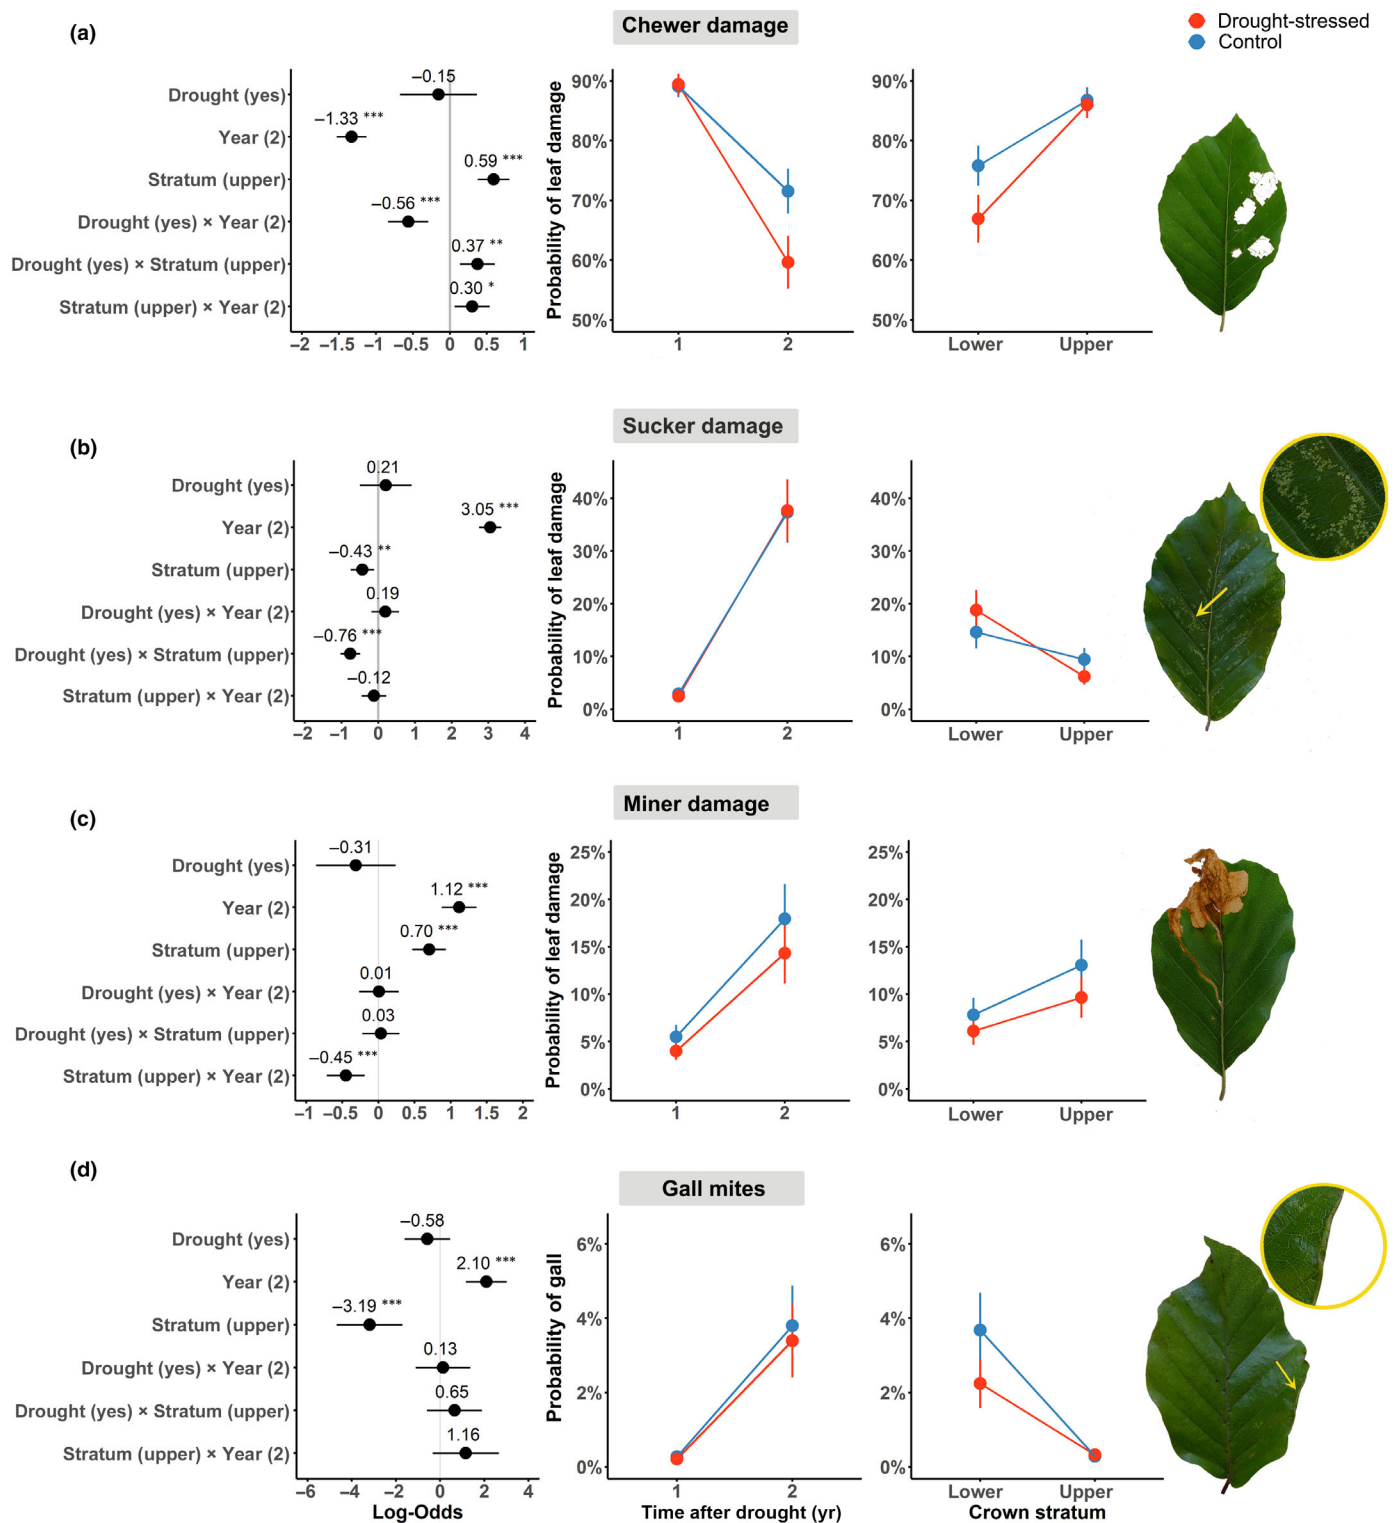 (a)
Chewer damage
Drought-stressed
Control
Drought (yes)
Year (2)
Stratum (upper)
Drought (yes) × Year (2)
Drought (yes) × Stratum (upper)
Stratum (upper) × Year (2)
−0.15
−1.33 ***
0.59 ***
−0.56 ***
0.37 **
0.30 *
−2 −1.5 −1 −0.5 0 0.5 1
Probability of leaf damage
90%
80%
70%
60%
50%
1 2
90%
80%
70%
60%
50%
Lower Upper
(b)
Sucker damage
Drought (yes)
Year (2)
Stratum (upper)
Drought (yes) × Year (2)
Drought (yes) × Stratum (upper)
Stratum (upper) × Year (2)
0.21
3.05 ***
−0.43 **
0.19
−0.76 ***
−0.12
−2 −1 0 1 2 3 4
Probability of leaf damage
40%
30%
20%
10%
0%
1 2
40%
30%
20%
10%
0%
Lower Upper
(c)
Miner damage
Drought (yes)
Year (2)
Stratum (upper)
Drought (yes) × Year (2)
Drought (yes) × Stratum (upper)
Stratum (upper) × Year (2)
−0.31
1.12 ***
0.70 ***
0.01
0.03
−0.45 ***
−1 −0.5 0 0.5 1 1.5 2
Probability of leaf damage
25%
20%
15%
10%
5%
0%
1 2
25%
20%
15%
10%
5%
0%
Lower Upper
(d)
Gall mites
Drought (yes)
Year (2)
Stratum (upper)
Drought (yes) × Year (2)
Drought (yes) × Stratum (upper)
Stratum (upper) × Year (2)
−0.58
2.10 ***
−3.19 ***
0.13
0.65
1.16
−6 −4 −2 0 2 4
Log-Odds
Probability of gall
6%
4%
2%
0%
1 2
Time after drought (yr)
6%
4%
2%
0%
Lower Upper
Crown stratum